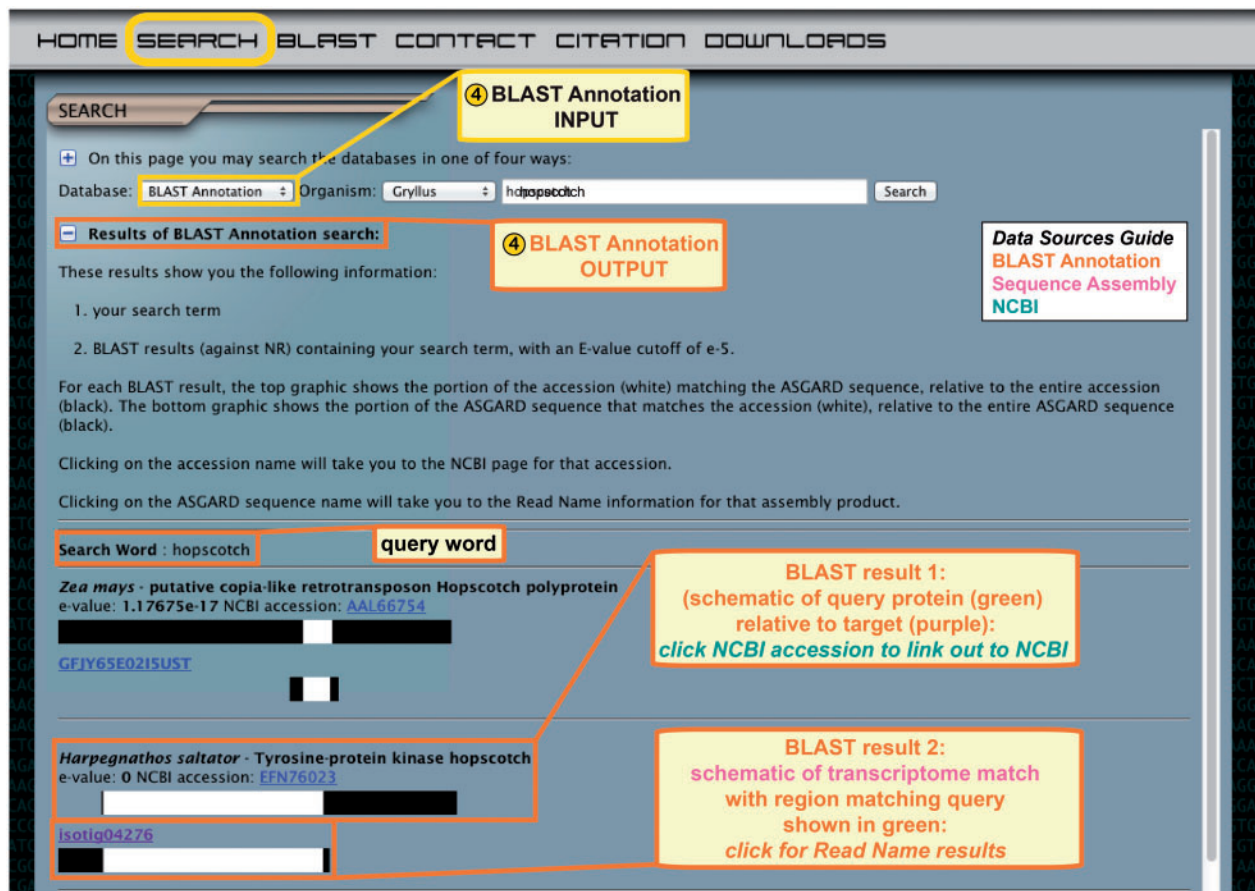 HOME SEARCH BLAST CONTACT CITATION DOWNLOADS
④ BLAST Annotation
INPUT
SEARCH
On this page you may search the databases in one of four ways:
Database: BLAST Annotation Organism: Gryllus hopscotch Search
Results of BLAST Annotation search:
④ BLAST Annotation
OUTPUT
Data Sources Guide
BLAST Annotation
Sequence Assembly
NCBI
These results show you the following information:
1. your search term
2. BLAST results (against NR) containing your search term, with an E-value cutoff of e-5.
For each BLAST result, the top graphic shows the portion of the accession (white) matching the ASGARD sequence, relative to the entire accession
(black). The bottom graphic shows the portion of the ASGARD sequence that matches the accession (white), relative to the entire ASGARD sequence
(black).
Clicking on the accession name will take you to the NCBI page for that accession.
Clicking on the ASGARD sequence name will take you to the Read Name information for that assembly product.
Search Word : hopscotch
query word
Zea mays - putative copia-like retrotransposon Hopscotch polyprotein
e-value: 1.17675e-17 NCBI accession: AAL66754
GFJY65E02I5UST
BLAST result 1:
(schematic of query protein (green)
relative to target (purple):
click NCBI accession to link out to NCBI
Harpegnathos saltator - Tyrosine-protein kinase hopscotch
e-value: 0 NCBI accession: EFN76023
isotig04276
BLAST result 2:
schematic of transcriptome match
with region matching query
shown in green:
click for Read Name results